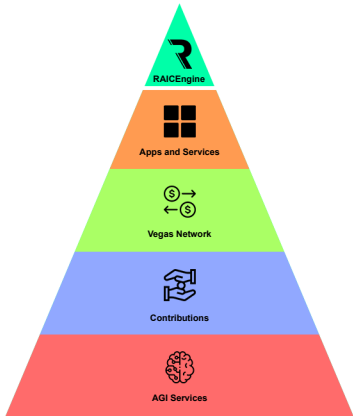 RAICEngine
Apps and Services
Vegas Network
Contributions
AGI Services